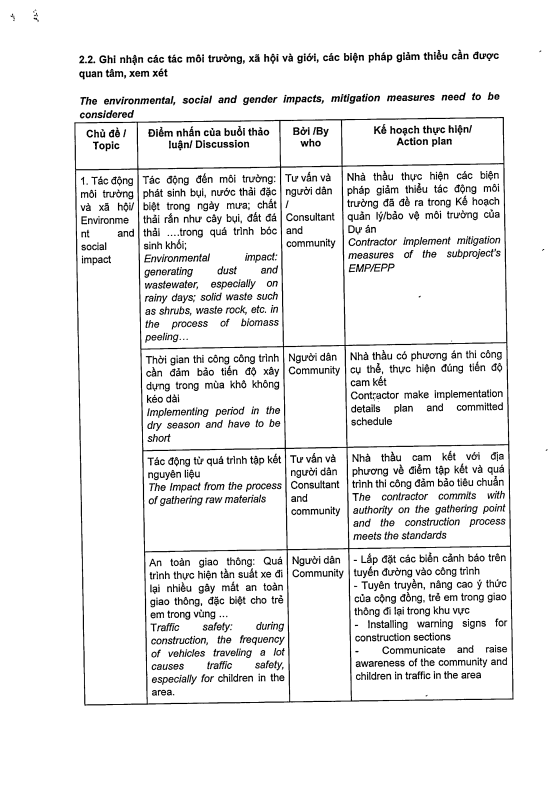 2.2. Ghi nhận các tác môi trường, xã hội và giới, các biện pháp giảm thiểu cần được
quan tâm, xem xét
The environmental, social and gender impacts, mitigation measures need to be
considered
Chủ đề /
Topic
Điểm nhấn của buổi thảo
luận/ Discussion
Bởi /By
who
Kế hoạch thực hiện/
Action plan
1. Tác động
môi trường
và xã hội/
Environme
nt and
social
impact
Tác động đến môi trường:
phát sinh bụi, nước thải đặc
biệt trong ngày mưa; chất
thải rắn như cây bụi, đất đá
thải ….trong quá trình bóc
sinh khối;
Environmental impact:
generating dust and
wastewater, especially on
rainy days; solid waste such
as shrubs, waste rock, etc. in
the process of biomass
peeling…
Tư vấn và
người dân
/
Consultant
and
community
Nhà thầu thực hiện các biện
pháp giảm thiểu tác động môi
trường đã đề ra trong Kế hoạch
quản lý/bảo vệ môi trường của
Dự án
Contractor implement mitigation
measures of the subproject's
EMP/EPP
Thời gian thi công công trình
cần đảm bảo tiến độ xây
dựng trong mùa khô không
kéo dài
Implementing period in the
dry season and have to be
short
Người dân
Community
Nhà thầu có phương án thi công
cụ thể, thực hiện đúng tiến độ
cam kết
Contractor make implementation
details plan and committed
schedule
Tác động từ quá trình tập kết
nguyên liệu
The Impact from the process
of gathering raw materials
Tư vấn và
người dân
Consultant
and
community
Nhà thầu cam kết với địa
phương về điểm tập kết và quá
trình thi công đảm bảo tiêu chuẩn
The contractor commits with
authority on the gathering point
and the construction process
meets the standards
An toàn giao thông: Quá
trình thực hiện tần suất xe đi
lại nhiều gây mất an toàn
giao thông, đặc biệt cho trẻ
em trong vùng …
Traffic safety: during
construction, the frequency
of vehicles traveling a lot
causes traffic safety,
especially for children in the
area.
Người dân
Community
- Lắp đặt các biển cảnh báo trên
tuyến đường vào công trình
- Tuyên truyền, nâng cao ý thức
của cộng đồng, trẻ em trong giao
thông đi lại trong khu vực
- Installing warning signs for
construction sections
- Communicate and raise
awareness of the community and
children in traffic in the area